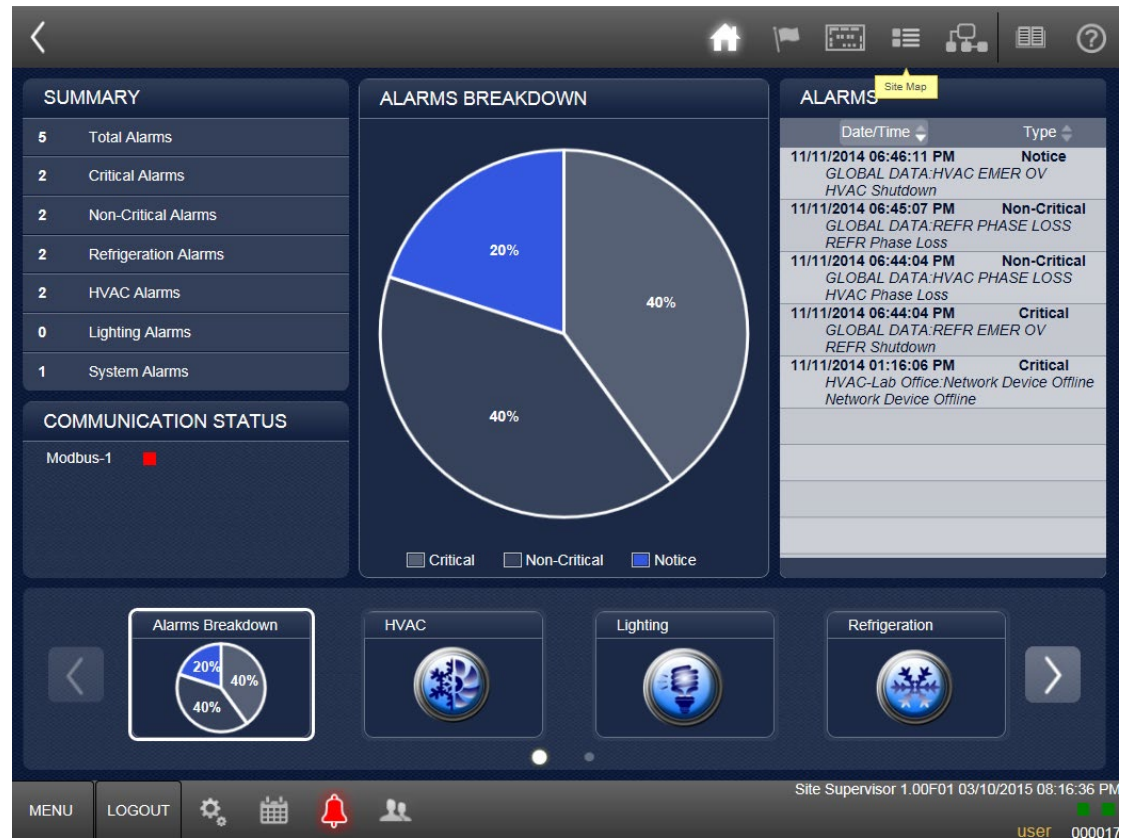 Site Map
SUMMARY
5 Total Alarms
2 Critical Alarms
2 Non-Critical Alarms
2 Refrigeration Alarms
2 HVAC Alarms
0 Lighting Alarms
1 System Alarms
COMMUNICATION STATUS
Modbus-1
ALARMS BREAKDOWN
20%
40%
40%
Critical Non-Critical Notice
ALARMS
Date/Time Type
11/11/2014 06:46:11 PM Notice
GLOBAL DATA:HVAC EMER OV
HVAC Shutdown
11/11/2014 06:45:07 PM Non-Critical
GLOBAL DATA:REFR PHASE LOSS
REFR Phase Loss
11/11/2014 06:44:04 PM Non-Critical
GLOBAL DATA:HVAC PHASE LOSS
HVAC Phase Loss
11/11/2014 06:44:04 PM Critical
GLOBAL DATA:REFR EMER OV
REFR Shutdown
11/11/2014 01:16:06 PM Critical
HVAC-Lab Office:Network Device Offline
Network Device Offline
Alarms Breakdown
20%
40%
40%
HVAC
Lighting
Refrigeration
MENU LOGOUT
Site Supervisor 1.00F01 03/10/2015 08:16:36 PM
user 000017